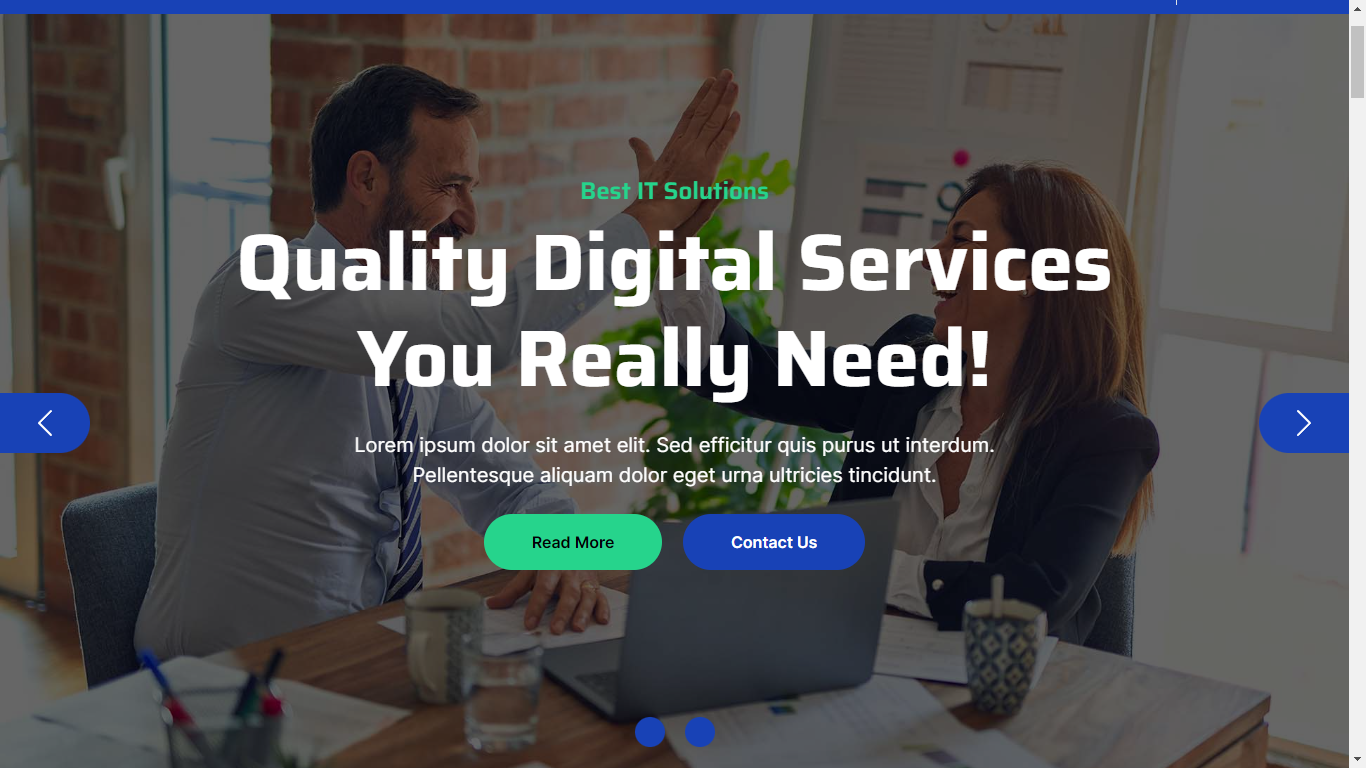 Best IT Solutions
Quality Digital Services
You Really Need!
Lorem ipsum dolor sit amet elit. Sed efficitur quis purus ut interdum.
Pellentesque aliquam dolor eget urna ultricies tincidunt.
Read More
Contact Us